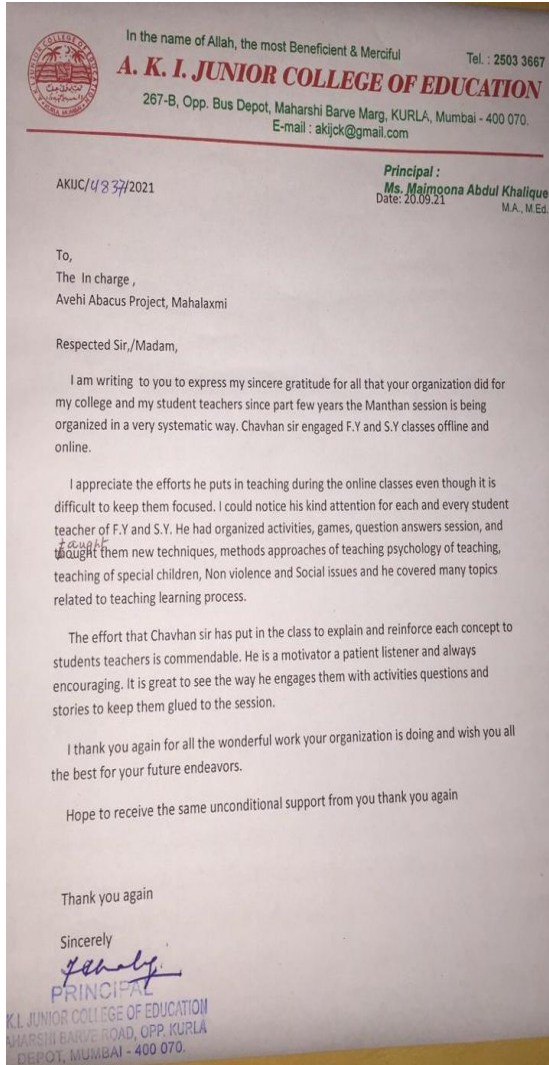 In the name of Allah, the most Beneficient & Merciful
Tel. : 2503 3667
A. K. I. JUNIOR COLLEGE OF EDUCATION
267-B, Opp. Bus Depot, Maharshi Barve Marg, KURLA, Mumbai - 400 070.
E-mail : akijck@gmail.com
Principal :
Ms. Maimoona Abdul Khalique
M.A., M.Ed.
AKIJC/4837/2021
Date: 20.09.21
To,
The In charge ,
Avehi Abacus Project, Mahalaxmi
Respected Sir,/Madam,
I am writing to you to express my sincere gratitude for all that your organization did for
my college and my student teachers since part few years the Manthan session is being
organized in a very systematic way. Chavhan sir engaged F.Y and S.Y classes offline and
online.
I appreciate the efforts he puts in teaching during the online classes even though it is
difficult to keep them focused. I could notice his kind attention for each and every student
teacher of F.Y and S.Y. He had organized activities, games, question answers session, and
taught
thought them new techniques, methods approaches of teaching psychology of teaching,
teaching of special children, Non violence and Social issues and he covered many topics
related to teaching learning process.
The effort that Chavhan sir has put in the class to explain and reinforce each concept to
students teachers is commendable. He is a motivator a patient listener and always
encouraging. It is great to see the way he engages them with activities questions and
stories to keep them glued to the session.
I thank you again for all the wonderful work your organization is doing and wish you all
the best for your future endeavors.
Hope to receive the same unconditional support from you thank you again
Thank you again
Sincerely
PRINCIPAL
K.I. JUNIOR COLLEGE OF EDUCATION
AHARSHI BARVE ROAD, OPP. KURLA
DEPOT, MUMBAI - 400 070.